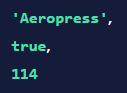 'Aeropress',
true,
114